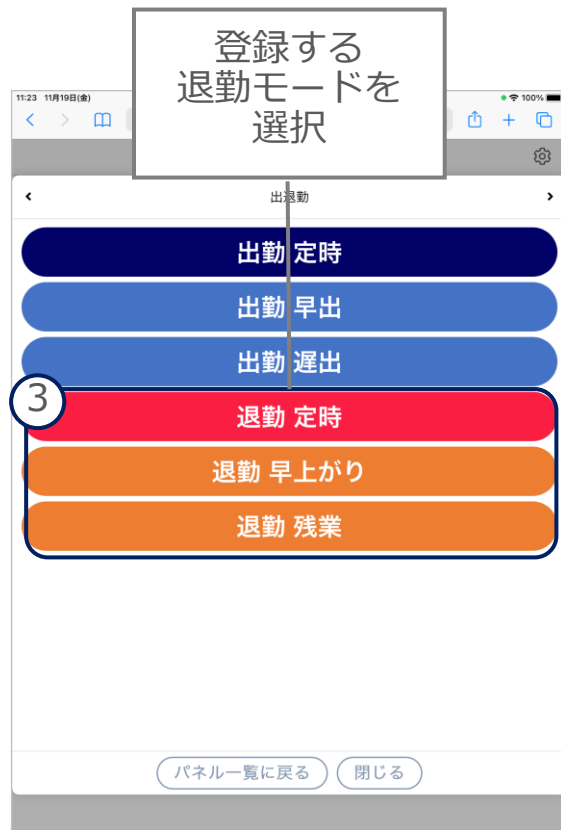 登録する
退勤モードを
選択
11:23 11月19日(金)
100%
出退勤
出勤 定時
出勤 早出
出勤 遅出
3
退勤 定時
退勤 早上がり
退勤 残業
パネル一覧に戻る
閉じる